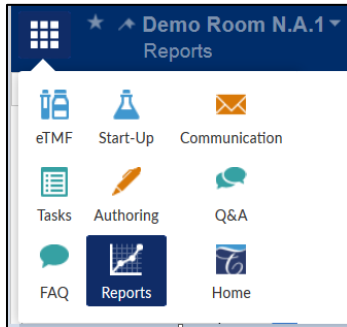 Demo Room N.A.1
Reports
eTMF Start-Up Communication
Tasks Authoring Q&A
FAQ Reports Home